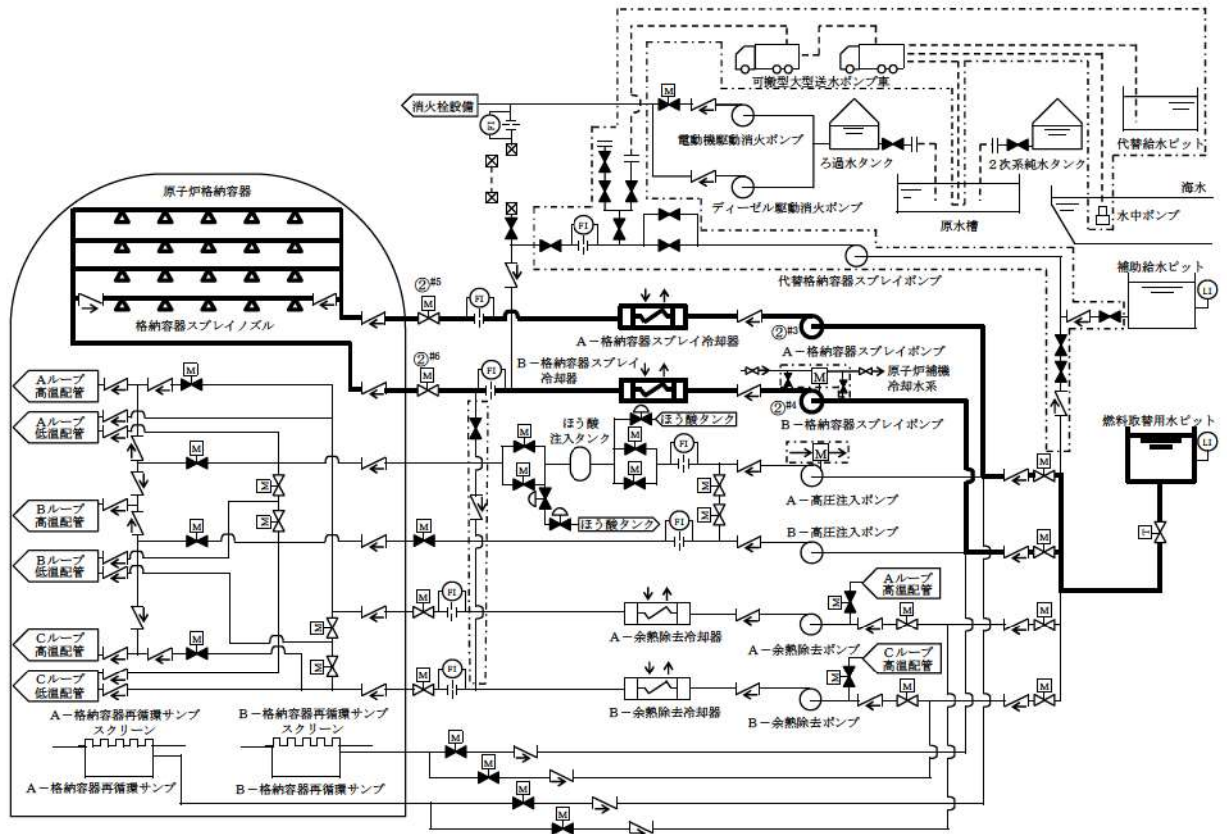 可搬型大型送水ポンプ車
消火栓設備
M
FI
電動機駆動消火ポンプ
ろ過水タンク
2次系純水タンク
代替給水ピット
ディーゼル駆動消火ポンプ
原水槽
海水
水中ポンプ
FI
代替格納容器スプレイポンプ
補助給水ピット
LI
原子炉格納容器
格納容器スプレイノズル
②#5
M
FI
A-格納容器スプレイ冷却器
②#3
A-格納容器スプレイポンプ
②#6
M
FI
B-格納容器スプレイ
冷却器
M
原子炉補機
冷却水系
②#4
B-格納容器スプレイポンプ
燃料取替用水ピット
LI
T
Aループ
高温配管
M
Aループ
低温配管
M
M
M
ほう酸
注入タンク
ほう酸タンク
M
M
M
M
FI
M
A-高圧注入ポンプ
M
M
M
ほう酸タンク
Bループ
高温配管
M
M
FI
B-高圧注入ポンプ
M
Bループ
低温配管
Aループ
高温配管
M
M
M
FI
A-余熱除去冷却器
M
A-余熱除去ポンプ
M
Cループ
高温配管
M
M
Cループ
高温配管
M
Cループ
低温配管
M
FI
B-余熱除去冷却器
M
B-余熱除去ポンプ
M
A-格納容器再循環サンプ
スクリーン
B-格納容器再循環サンプ
スクリーン
M
M
A-格納容器再循環サンプ
B-格納容器再循環サンプ
M
M